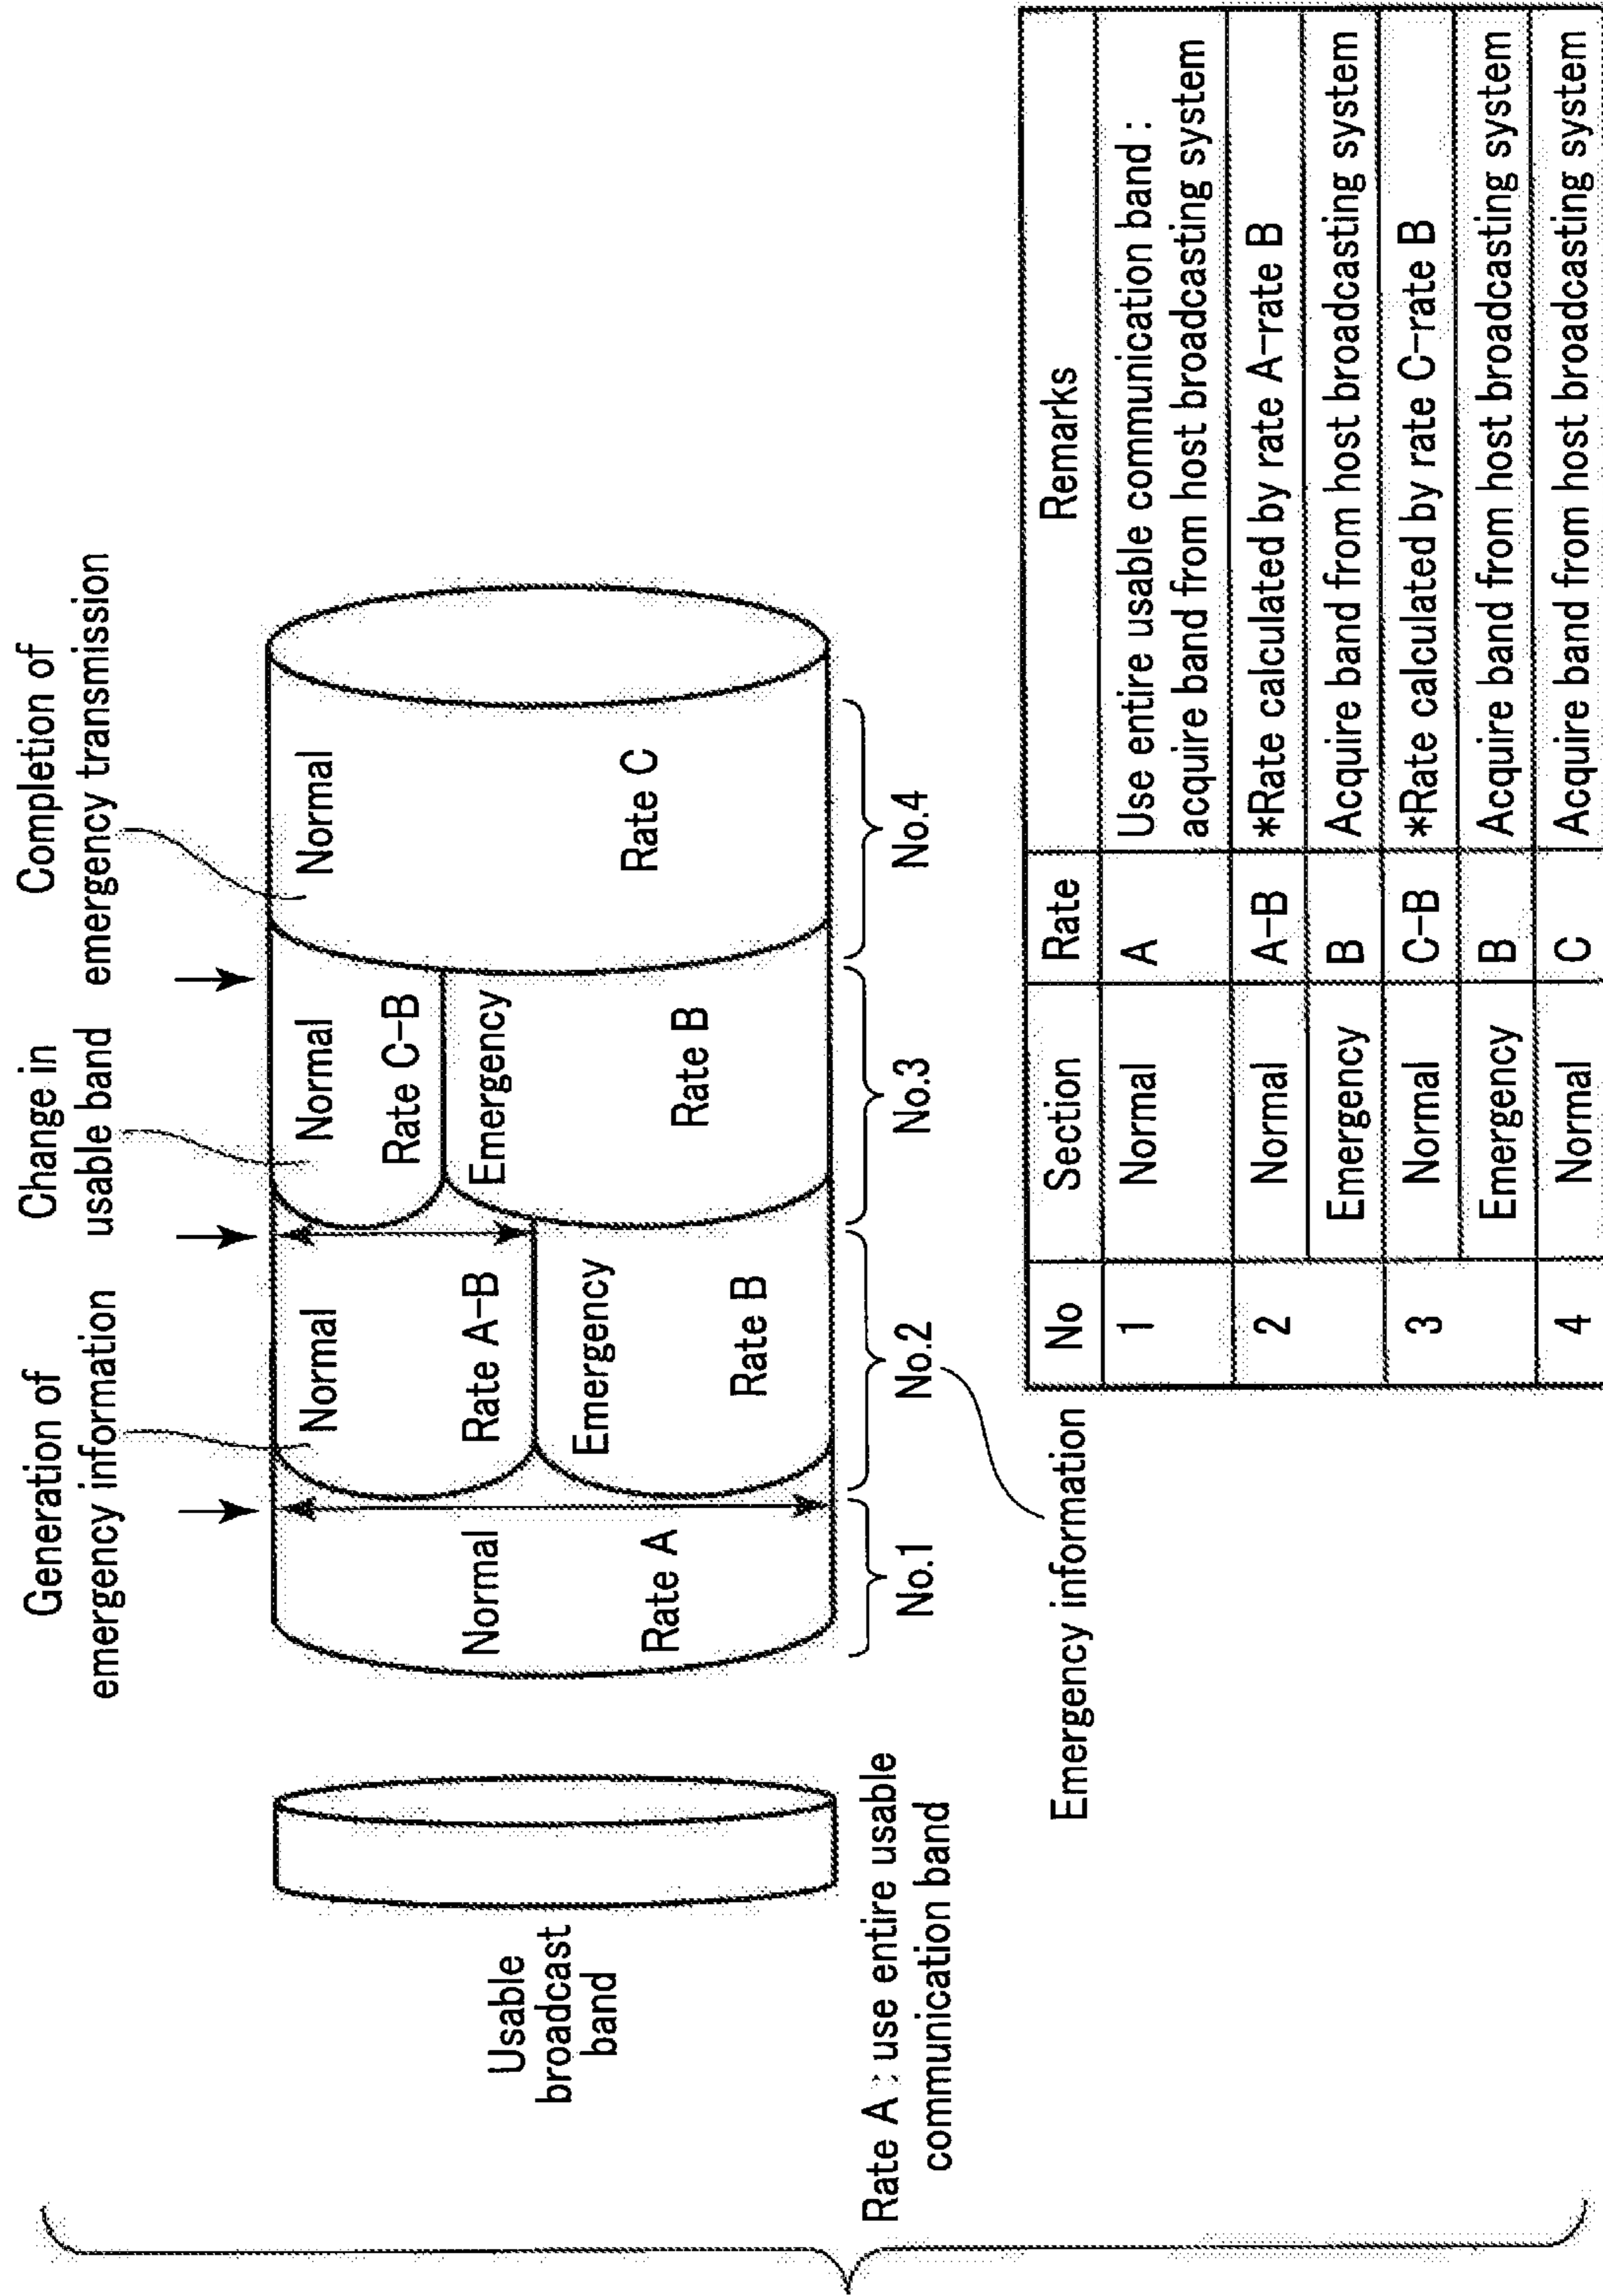 Generation of
emergency information
Change in
usable band
Completion of
emergency transmission
Usable
broadcast
band
Normal
Rate A
Normal
Rate A-B
Emergency
Rate B
Normal
Rate C-B
Emergency
Rate B
Normal
Rate C
No.1
No.2
No.3
No.4
Rate A : use entire usable
communication band
Emergency information
No Section Rate Remarks
1 Normal A Use entire usable communication band :
acquire band from host broadcasting system
2 Normal A-B *Rate calculated by rate A-rate B
Emergency B Acquire band from host broadcasting system
3 Normal C-B *Rate calculated by rate C-rate B
Emergency B Acquire band from host broadcasting system
4 Normal C Acquire band from host broadcasting system